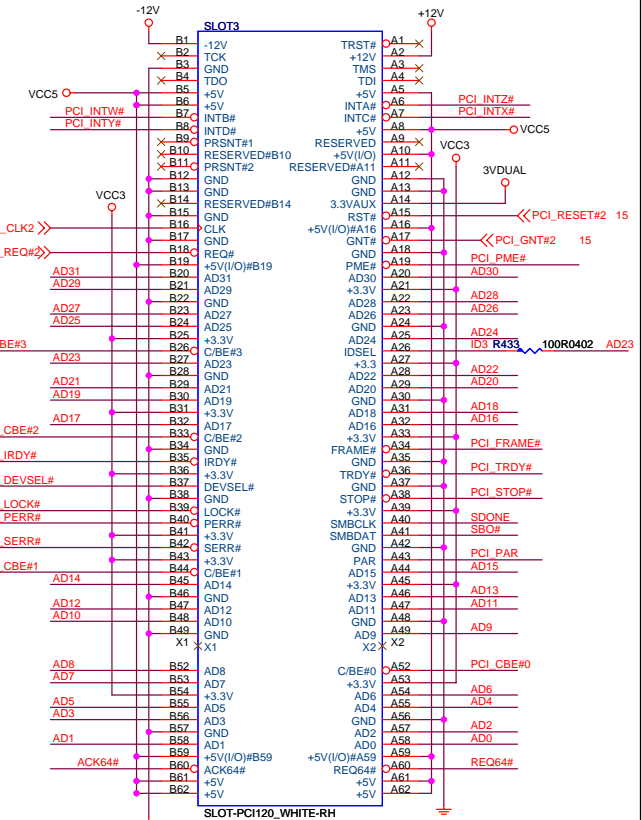 -12V
+12V
SLOT3
B1 -12V TRST# A1
B2 TCK +12V A2
B3 GND TMS A3
B4 TDO TDI A4
VCC5 B5 +5V +5V A5
B6 +5V INTA# A6 PCI_INTZ#
PCI_INTW# B7 INTB# INTC# A7 PCI_INTX#
PCI_INTY# B8 INTD# +5V A8 VCC5
B9 PRSNT#1 RESERVED A9
B10 RESERVED#B10 +5V(I/O) A10
VCC3
B11 PRSNT#2 RESERVED#A11 A11
B12 GND GND A12 3VDUAL
B13 GND GND A13
VCC3
B14 RESERVED#B14 3.3VAUX A14
B15 GND RST# A15 PCI_RESET#2 15
_CLK2 B16 CLK +5V(I/O)#A16 A16
B17 GND GNT# A17 PCI_GNT#2 15
_REQ#2 B18 REQ# GND A18
B19 +5V(I/O)#B19 PME# A19 PCI_PME#
AD31 B20 AD31 AD30 A20 AD30
AD29 B21 AD29 +3.3V A21
B22 GND AD28 A22 AD28
AD27 B23 AD27 AD26 A23 AD26
AD25 B24 AD25 GND A24
B25 +3.3V AD24 A25 AD24
BE#3 B26 C/BE#3 IDSEL A26 ID3 R433 100R0402 AD23
AD23 B27 AD23 +3.3 A27
B28 GND AD22 A28 AD22
AD21 B29 AD21 AD20 A29 AD20
AD19 B30 AD19 GND A30
B31 +3.3V AD18 A31 AD18
AD17 B32 AD17 AD16 A32 AD16
_CBE#2 B33 C/BE#2 +3.3V A33
B34 GND FRAME# A34 PCI_FRAME#
_IRDY# B35 IRDY# GND A35
B36 +3.3V TRDY# A36 PCI_TRDY#
_DEVSEL# B37 DEVSEL# GND A37
B38 GND STOP# A38 PCI_STOP#
_LOCK# B39 LOCK# +3.3V A39
_PERR# B40 PERR# SMBCLK A40 SDONE
B41 +3.3V SMBDAT A41 SBO#
_SERR# B42 SERR# GND A42
B43 +3.3V PAR A43 PCI_PAR
_CBE#1 B44 C/BE#1 AD15 A44 AD15
AD14 B45 AD14 +3.3V A45
B46 GND AD13 A46 AD13
AD12 B47 AD12 AD11 A47 AD11
AD10 B48 AD10 GND A48
B49 GND AD9 A49 AD9
X1 X1 X2 X2
AD8 B52 AD8 C/BE#0 A52 PCI_CBE#0
AD7 B53 AD7 +3.3V A53
B54 +3.3V AD6 A54 AD6
AD5 B55 AD5 AD4 A55 AD4
AD3 B56 AD3 GND A56
B57 GND AD2 A57 AD2
AD1 B58 AD1 AD0 A58 AD0
B59 +5V(I/O)#B59 +5V(I/O)#A59 A59
ACK64# B60 ACK64# REQ64# A60 REQ64#
B61 +5V +5V A61
B62 +5V +5V A62
SLOT-PCI120_WHITE-RH